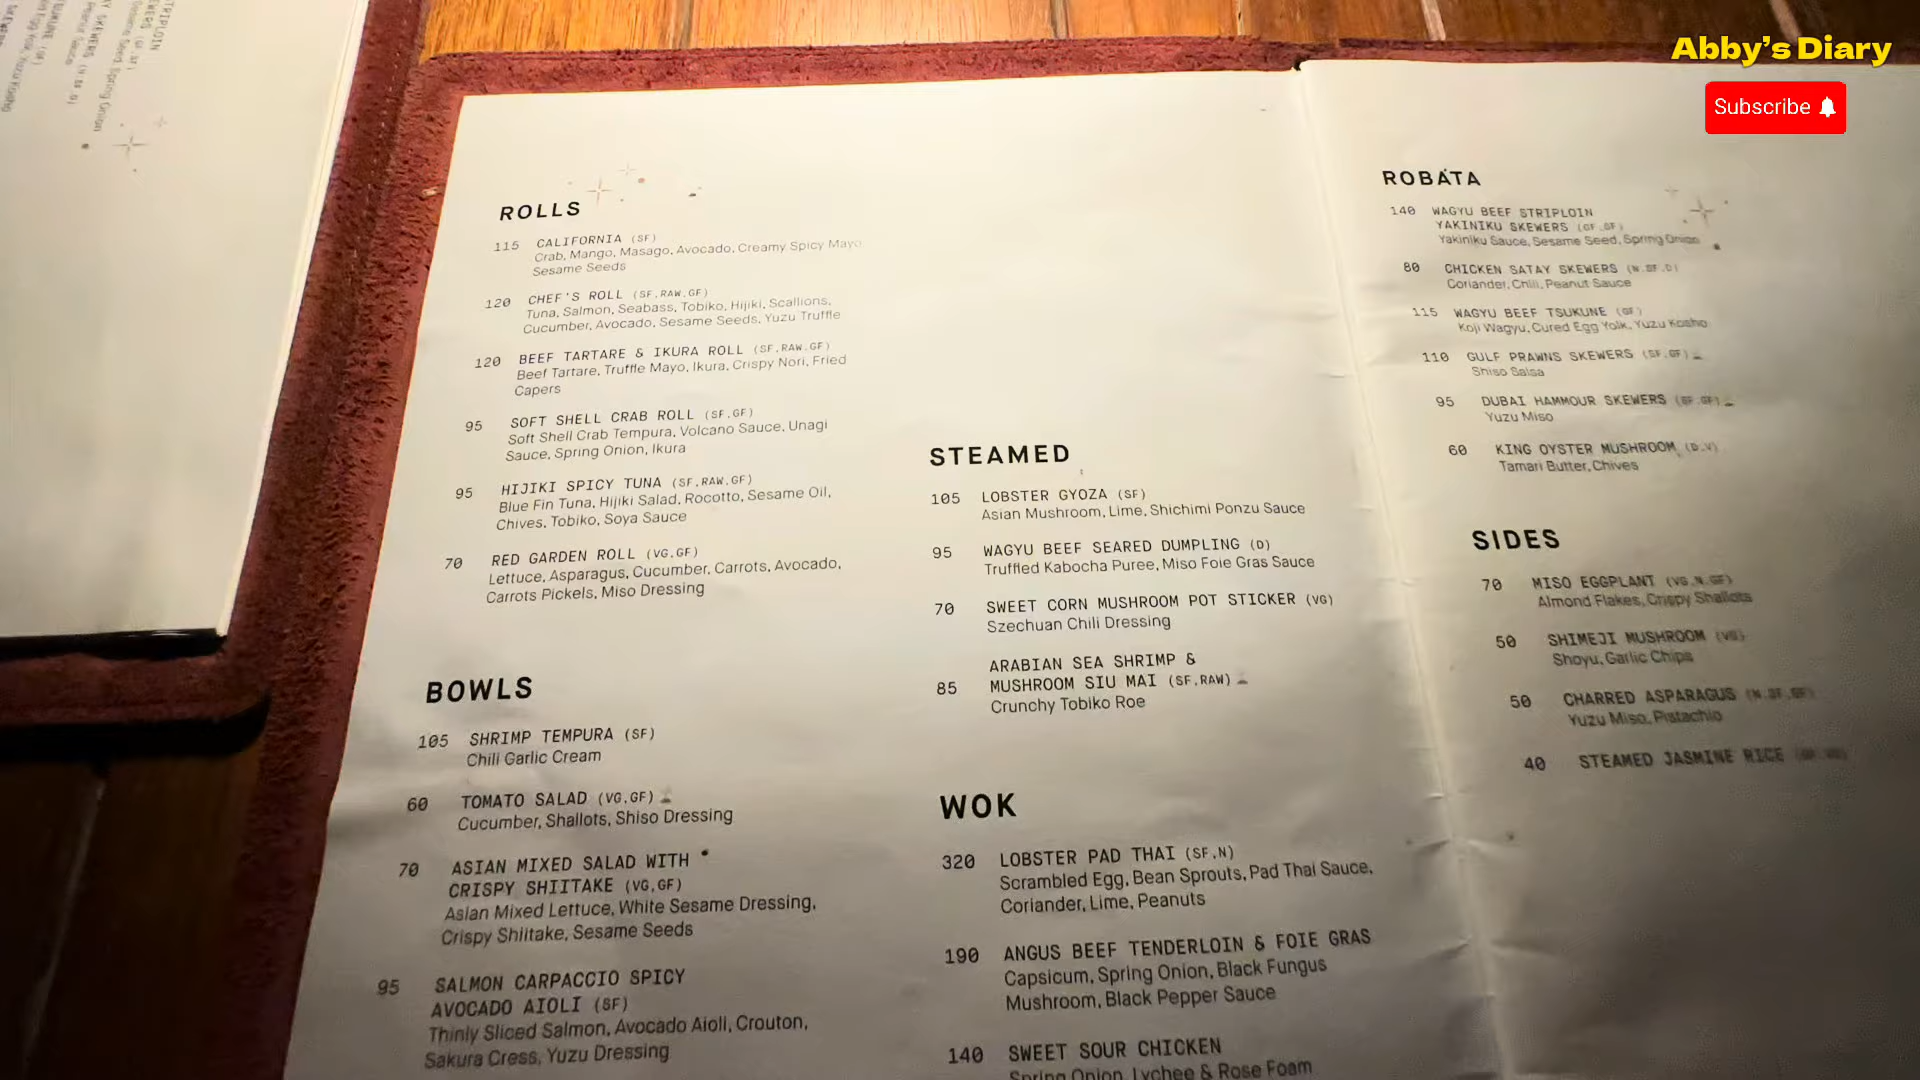 Abby's Diary
Subscribe
ROLLS
115 CALIFORNIA (SF)
Crab, Mango, Masago, Avocado, Creamy Spicy Mayo
Sesame Seeds
120 CHEF'S ROLL (SF,RAW,GF)
Tuna, Salmon, Seabass, Tobiko, Hijiki, Scallions,
Cucumber, Avocado, Sesame Seeds, Yuzu Truffle
120 BEEF TARTARE & IKURA ROLL (SF,RAW,GF)
Beef Tartare, Truffle Mayo, Ikura, Crispy Nori, Fried
Capers
95 SOFT SHELL CRAB ROLL (SF,GF)
Soft Shell Crab Tempura, Volcano Sauce, Unagi
Sauce, Spring Onion, Ikura
95 HIJIKI SPICY TUNA (SF,RAW,GF)
Blue Fin Tuna, Hijiki Salad, Rocotto, Sesame Oil,
Chives, Tobiko, Soya Sauce
70 RED GARDEN ROLL (VG,GF)
Lettuce, Asparagus, Cucumber, Carrots, Avocado,
Carrots Pickels, Miso Dressing
BOWLS
105 SHRIMP TEMPURA (SF)
Chili Garlic Cream
60 TOMATO SALAD (VG,GF)
Cucumber, Shallots, Shiso Dressing
70 ASIAN MIXED SALAD WITH
CRISPY SHIITAKE (VG,GF)
Asian Mixed Lettuce, White Sesame Dressing,
Crispy Shiitake, Sesame Seeds
95 SALMON CARPACCIO SPICY
AVOCADO AIOLI (SF)
Thinly Sliced Salmon, Avocado Aioli, Crouton,
Sakura Cress, Yuzu Dressing
STEAMED
105 LOBSTER GYOZA (SF)
Asian Mushroom, Lime, Shichimi Ponzu Sauce
95 WAGYU BEEF SEARED DUMPLING (D)
Truffled Kabocha Puree, Miso Foie Gras Sauce
70 SWEET CORN MUSHROOM POT STICKER (VG)
Szechuan Chili Dressing
ARABIAN SEA SHRIMP &
85 MUSHROOM SIU MAI (SF,RAW)
Crunchy Tobiko Roe
WOK
320 LOBSTER PAD THAI (SF,N)
Scrambled Egg, Bean Sprouts, Pad Thai Sauce,
Coriander, Lime, Peanuts
190 ANGUS BEEF TENDERLOIN & FOIE GRAS
Capsicum, Spring Onion, Black Fungus
Mushroom, Black Pepper Sauce
140 SWEET SOUR CHICKEN
Spring Onion, Lychee & Rose Foam
ROBATA
140 WAGYU BEEF STRIPLOIN
YAKINIKU SKEWERS
Yakiniku Sauce, Sesame Seed, Spring Onion
80 CHICKEN SATAY SKEWERS
Coriander, Chili, Peanut Sauce
115 WAGYU BEEF TSUKUNE (GF)
Koji Wagyu, Cured Egg Yolk, Yuzu Kosho
110 GULF PRAWNS SKEWERS (SF,GF)
Shiso Salsa
95 DUBAI HAMMOUR SKEWERS (SF,GF)
Yuzu Miso
60 KING OYSTER MUSHROOM (D,V)
Tamari Butter, Chives
SIDES
70 MISO EGGPLANT (VG,N,GF)
Almond Flakes, Crispy Shallots
50 SHIMEJI MUSHROOM (VG)
Shoyu, Garlic Chips
50 CHARRED ASPARAGUS
Yuzu Miso, Pistachio
40 STEAMED JASMINE RICE